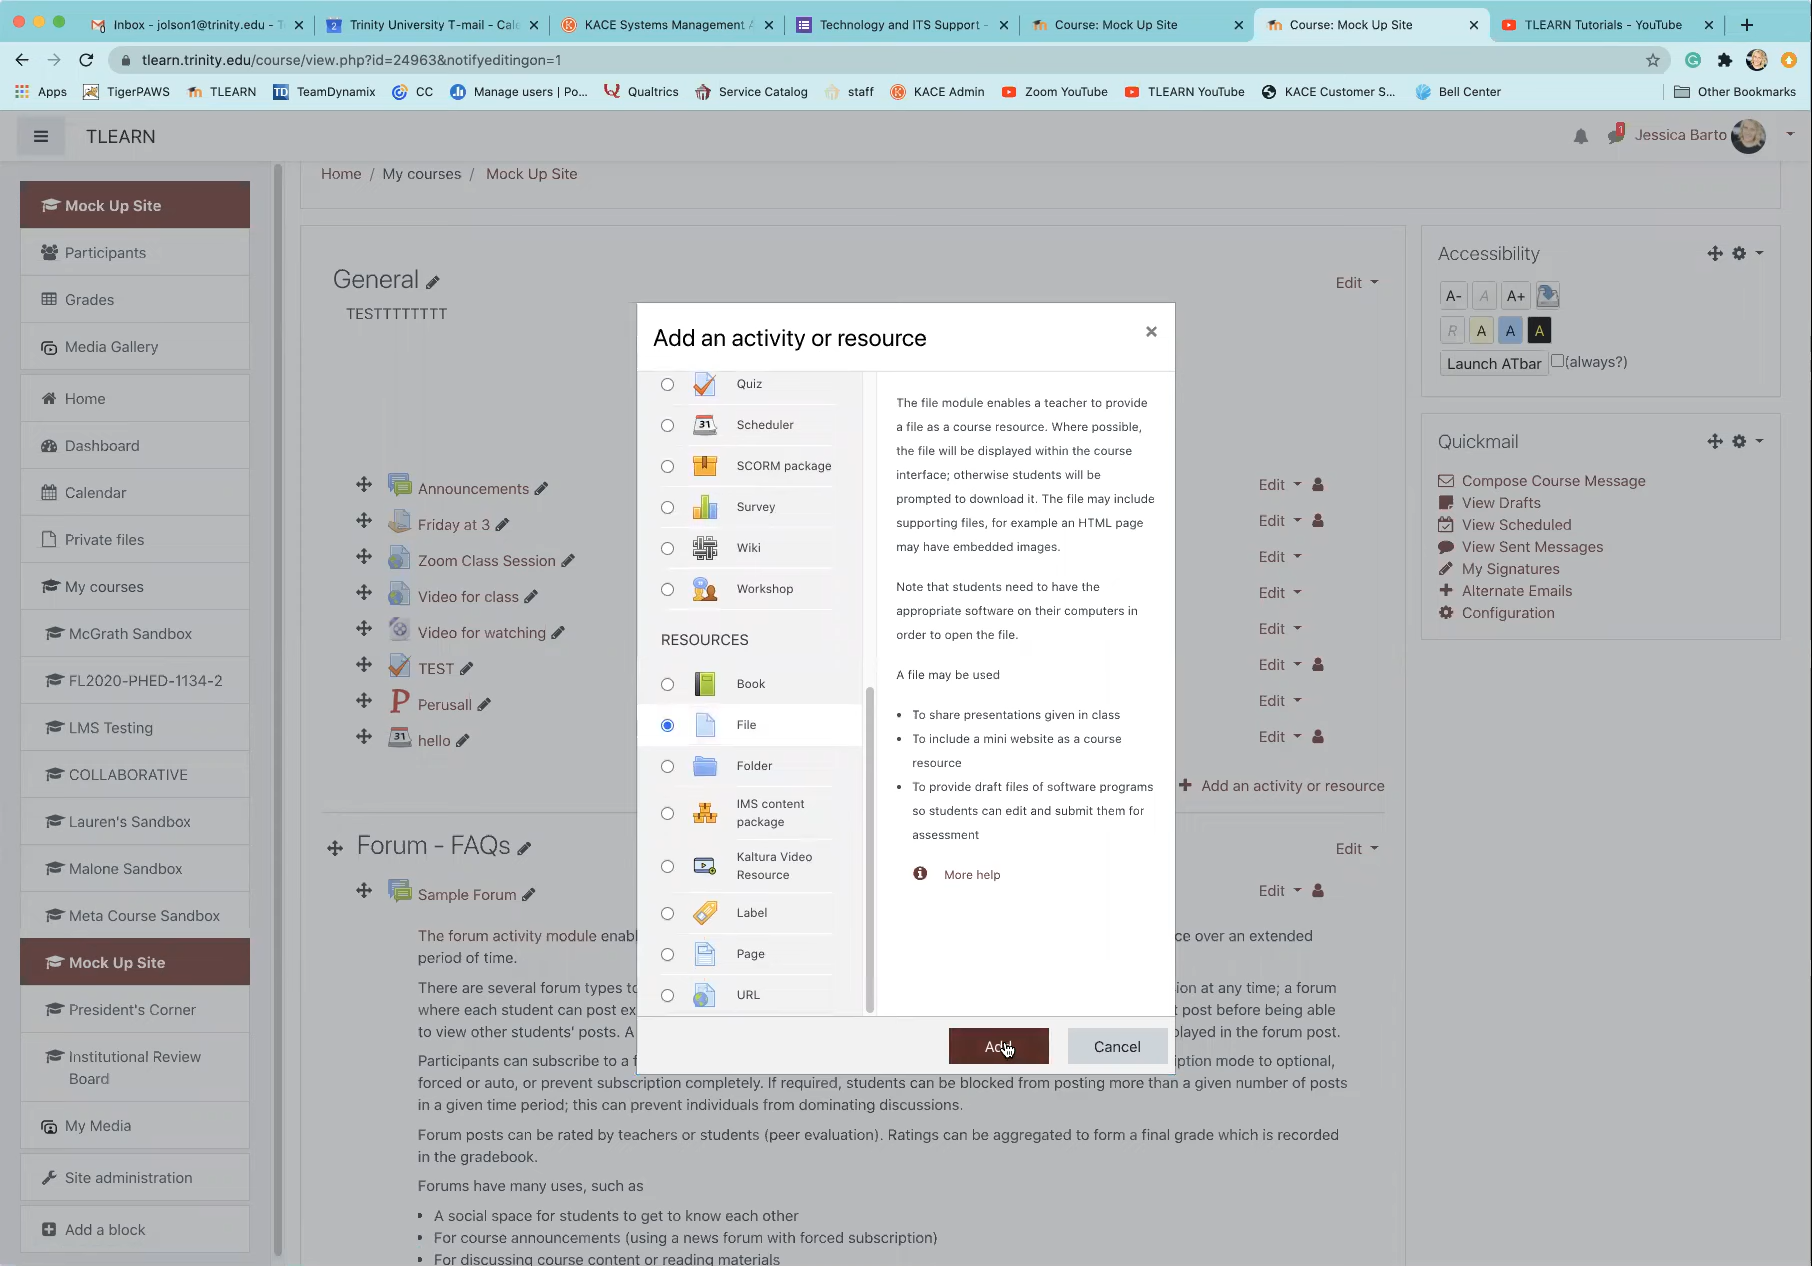 Inbox - jolson1@trinity.edu - T
Trinity University T-mail - Cale
KACE Systems Management A
Technology and ITS Support -
Course: Mock Up Site
Course: Mock Up Site
TLEARN Tutorials - YouTube
tlearn.trinity.edu/course/view.php?id=24963&notifyeditingon=1
Apps
TigerPAWS
TLEARN
TeamDynamix
CC
Manage users | Po...
Qualtrics
Service Catalog
staff
KACE Admin
Zoom YouTube
TLEARN YouTube
KACE Customer S...
Bell Center
Other Bookmarks
TLEARN
1
Jessica Barto
Home / My courses / Mock Up Site
Mock Up Site
Participants
Grades
Media Gallery
Home
Dashboard
Calendar
Private files
My courses
McGrath Sandbox
FL2020-PHED-1134-2
LMS Testing
COLLABORATIVE
Lauren's Sandbox
Malone Sandbox
Meta Course Sandbox
Mock Up Site
President's Corner
Institutional Review
Board
My Media
Site administration
Add a block
General
Edit
TESTTTTTTT
Announcements
Edit
Friday at 3
Edit
Zoom Class Session
Edit
Video for class
Edit
Video for watching
Edit
TEST
Edit
Perusall
Edit
hello
Edit
Add an activity or resource
Forum - FAQs
Edit
Sample Forum
Edit
The forum activity module enabl
ce over an extended
period of time.
There are several forum types to
ion at any time; a forum
where each student can post ex
post before being able
to view other students' posts. A
played in the forum post.
Participants can subscribe to a f
ption mode to optional,
forced or auto, or prevent subscription completely. If required, students can be blocked from posting more than a given number of posts
in a given time period; this can prevent individuals from dominating discussions.
Forum posts can be rated by teachers or students (peer evaluation). Ratings can be aggregated to form a final grade which is recorded
in the gradebook.
Forums have many uses, such as
• A social space for students to get to know each other
• For course announcements (using a news forum with forced subscription)
• For discussing course content or reading materials
Add an activity or resource
×
Quiz
31 Scheduler
SCORM package
Survey
Wiki
Workshop
RESOURCES
Book
File
Folder
IMS content
package
Kaltura Video
Resource
Label
Page
URL
The file module enables a teacher to provide
a file as a course resource. Where possible,
the file will be displayed within the course
interface; otherwise students will be
prompted to download it. The file may include
supporting files, for example an HTML page
may have embedded images.
Note that students need to have the
appropriate software on their computers in
order to open the file.
A file may be used
• To share presentations given in class
• To include a mini website as a course
resource
• To provide draft files of software programs
so students can edit and submit them for
assessment
More help
Add
Cancel
Accessibility
A- A A+
R A A A
Launch ATbar (always?)
Quickmail
Compose Course Message
View Drafts
View Scheduled
View Sent Messages
My Signatures
Alternate Emails
Configuration